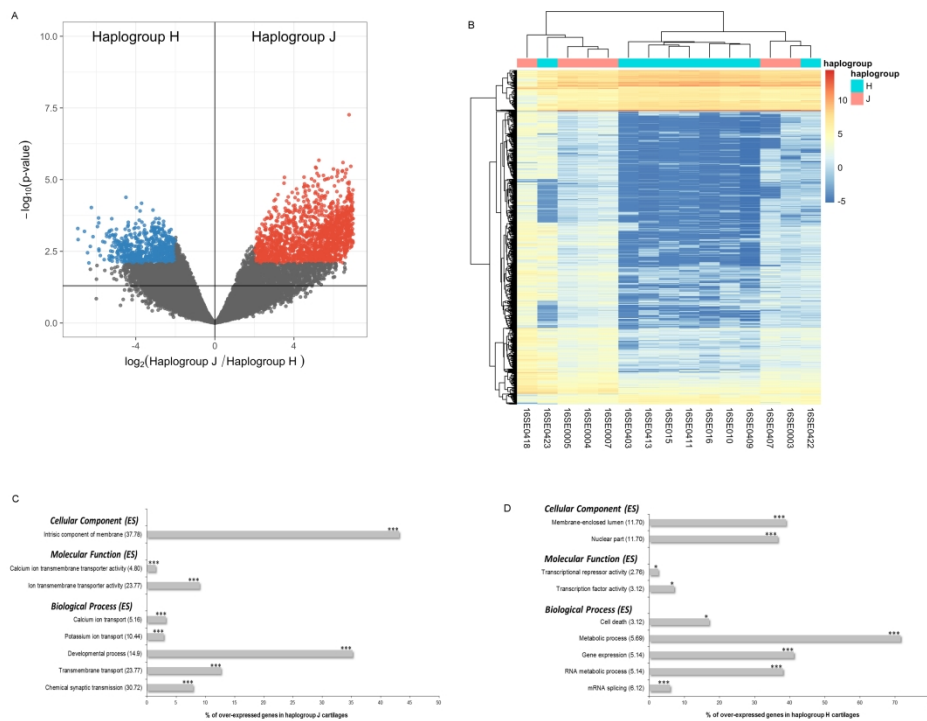 A
Haplogroup H
Haplogroup J
10.0
7.5
5.0
2.5
0.0
−log10(p-value)
-4
0
4
log2(Haplogroup J / Haplogroup H )
B
haplogroup
haplogroup
H
J
10
5
0
-5
16SE0418
16SE0423
16SE0005
16SE0004
16SE0007
16SE0403
16SE0413
16SE015
16SE0411
16SE016
16SE010
16SE0409
16SE0407
16SE0003
16SE0422
C
Cellular Component (ES)
Intrisic component of membrane (37.78)
***
Molecular Function (ES)
Calcium ion transmembrane transporter activity (4.80)
***
Ion transmembrane transporter activity (23.77)
***
Biological Process (ES)
Calcium ion transport (5.16)
***
Potassium ion transport (10.44)
***
Developmental process (14.9)
***
Transmembrane transport (23.77)
***
Chemical synaptic transmission (30.72)
***
0 5 10 15 20 25 30 35 40 45 50
% of over-expressed genes in haplogroup J cartilages
D
Cellular Component (ES)
Membrane-enclosed lumen (11.70)
***
Nuclear part (11.70)
***
Molecular Function (ES)
Transcriptional repressor activity (2.76)
*
Transcription factor activity (3.12)
*
Biological Process (ES)
Cell death (3.12)
*
Metabolic process (5.69)
***
Gene expression (5.14)
***
RNA metabolic process (5.14)
***
mRNA splicing (6.12)
***
0 10 20 30 40 50 60 70
% of over-expressed genes in haplogroup H cartilages